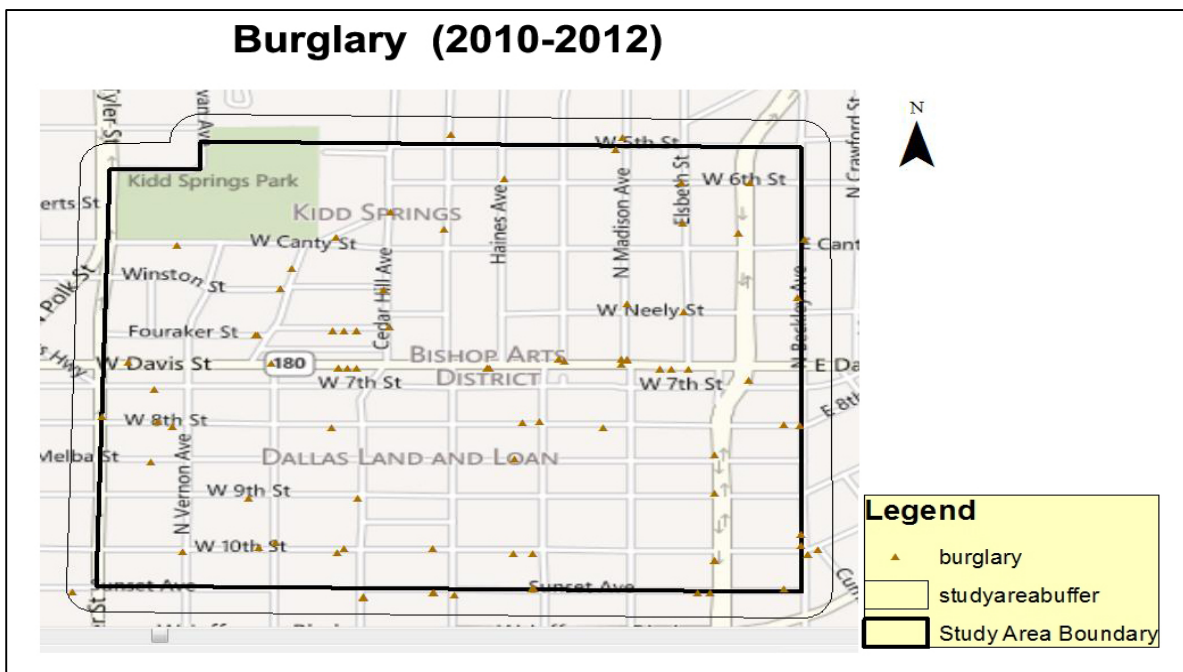 Burglary (2010-2012)
Tyler St
van Ave
W 5th St
N Crawford St
N
Kidd Springs Park
W 6th St
Elsbeth St
erts St
KIDD SPRINGS
Haines Ave
N Madison Ave
W Canty St
N Cant
Winston St
Cedar Hill Ave
N Polk St
W Neely St
N Beckley Ave
Fouraker St
s Hwy
W Davis St
180
BISHOP ARTS
DISTRICT
E Da
W 7th St
W 7th St
E 8th
W 8th St
N Vernon Ave
Melba St
DALLAS LAND AND LOAN
W 9th St
W 10th St
Sunset Ave
Sunset Ave
Legend
burglary
studyareabuffer
Study Area Boundary